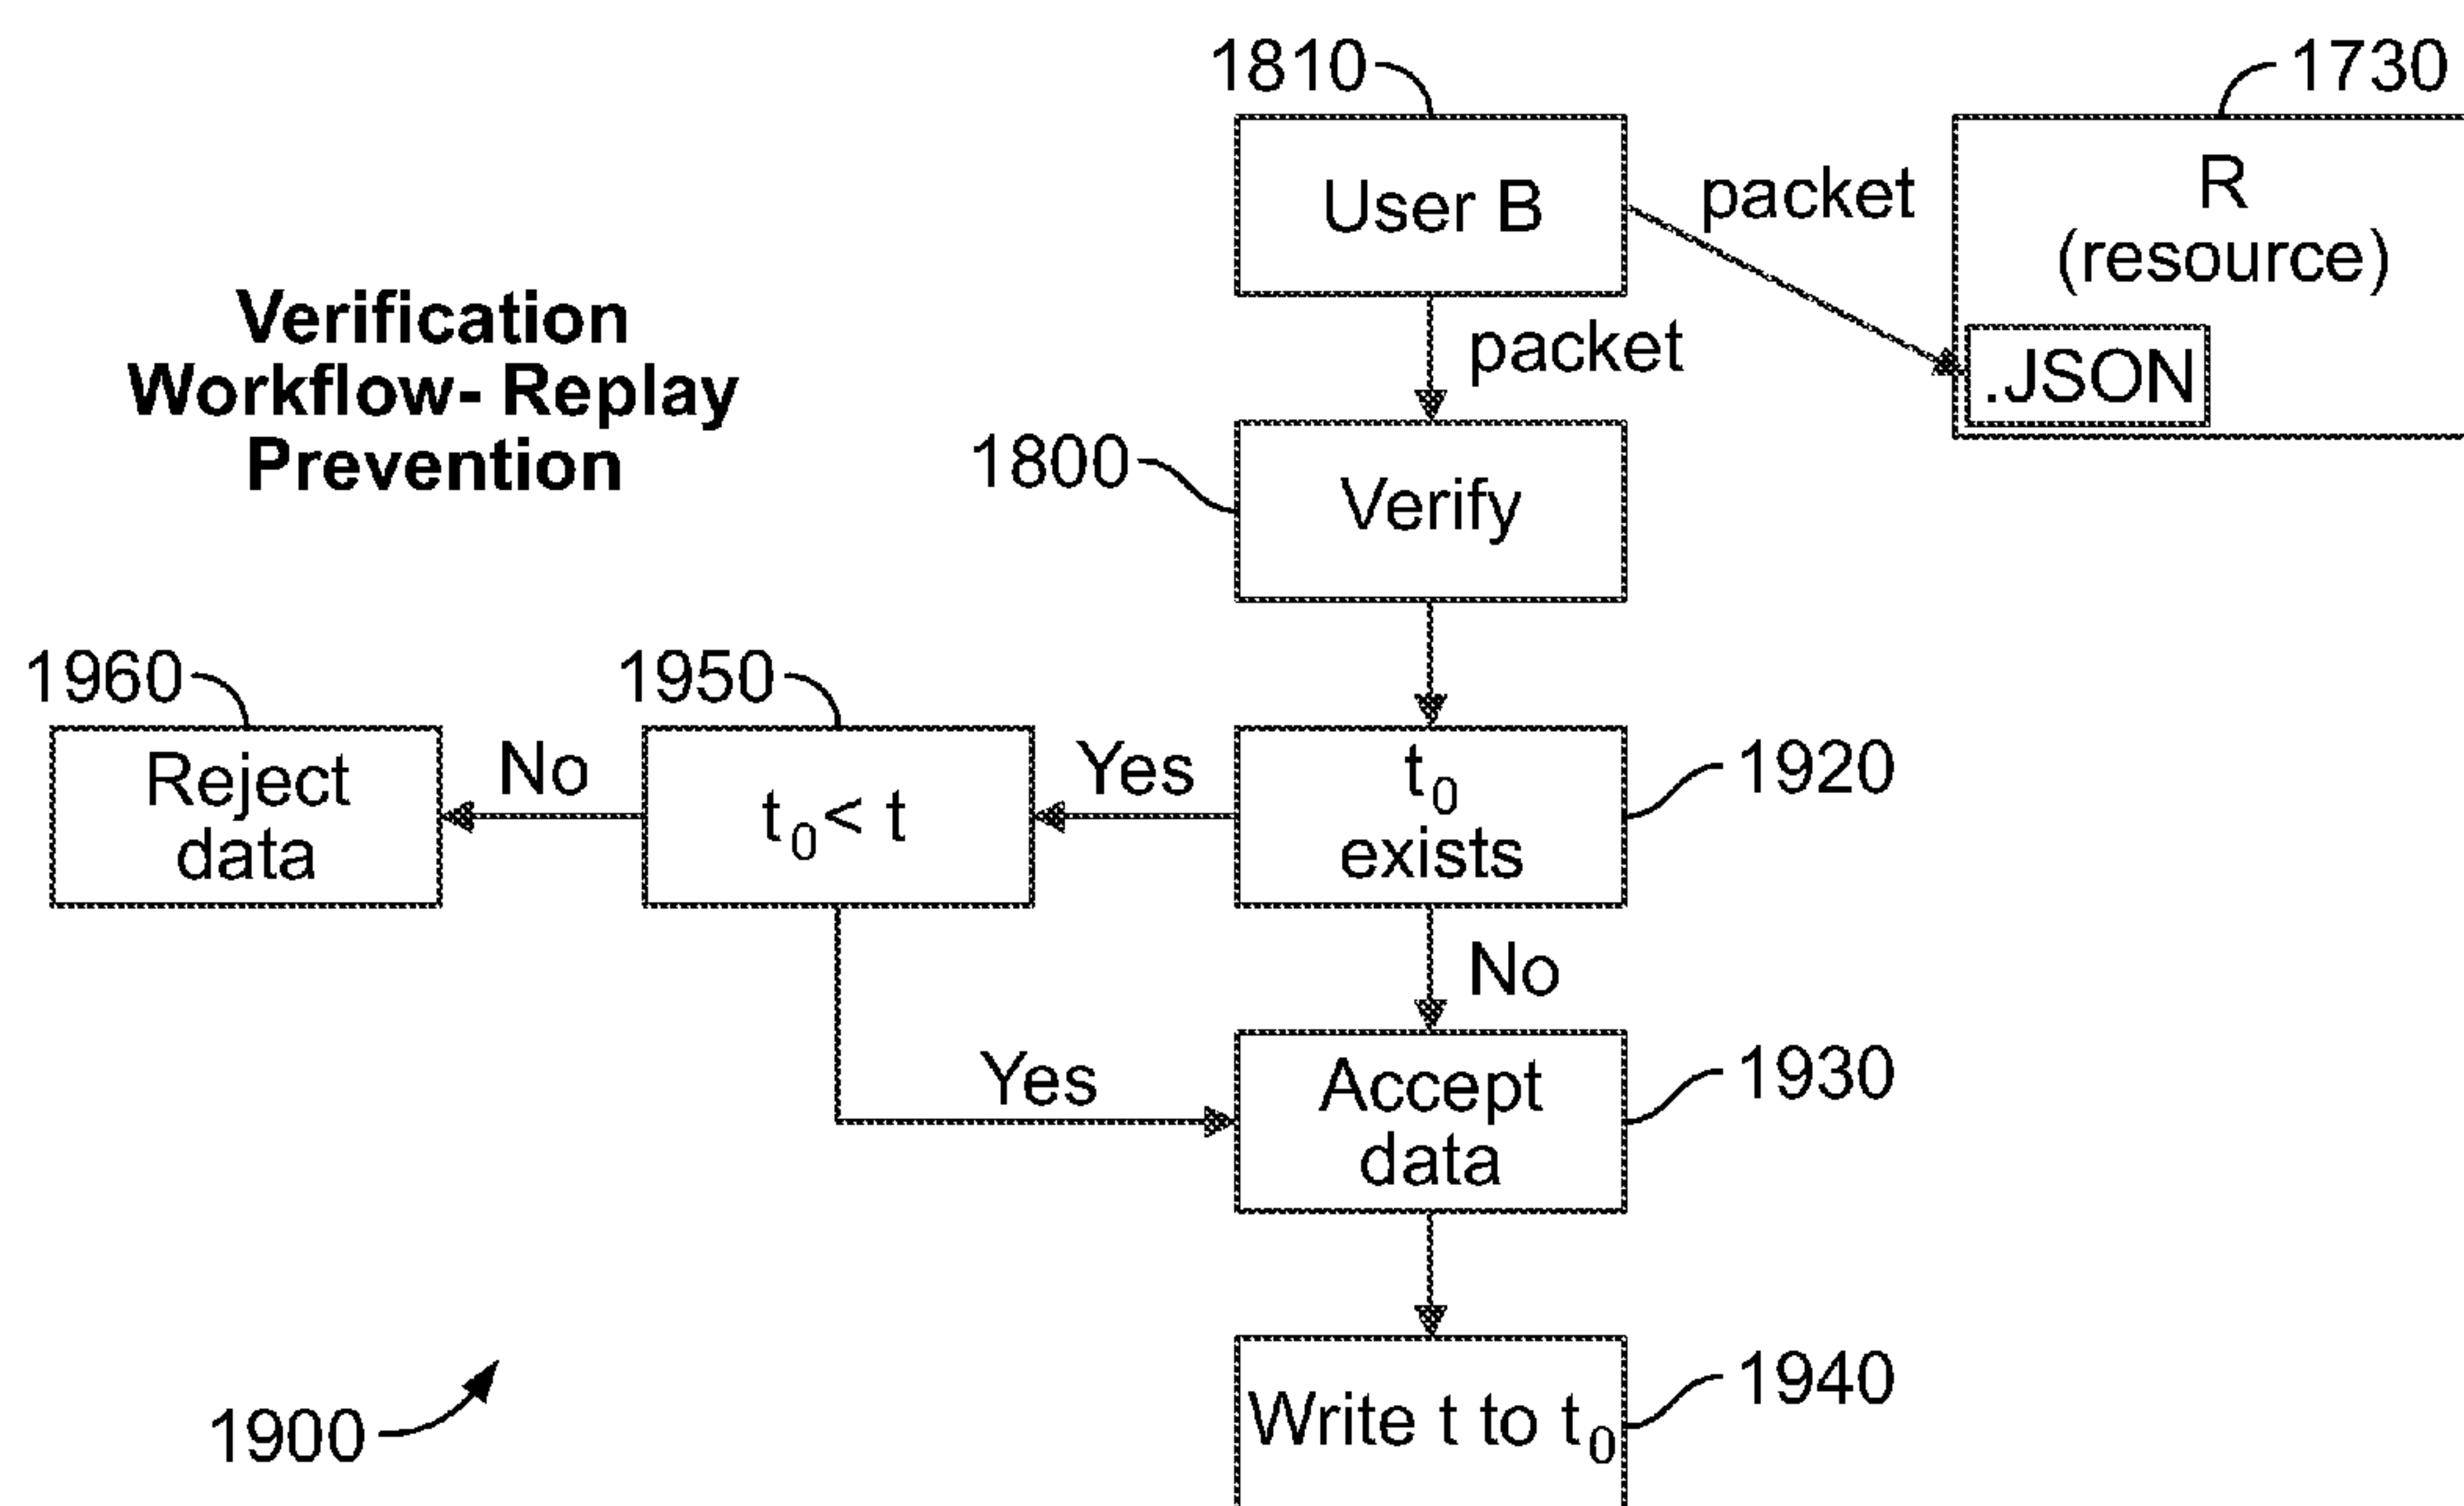 1810
1730
User B
packet
R
(resource)
.JSON
Verification
Workflow- Replay
Prevention
packet
1800
Verify
1960
1950
1920
Reject
data
No
t₀ < t
Yes
t₀
exists
No
Yes
Accept
data
1930
1900
Write t to t₀
1940